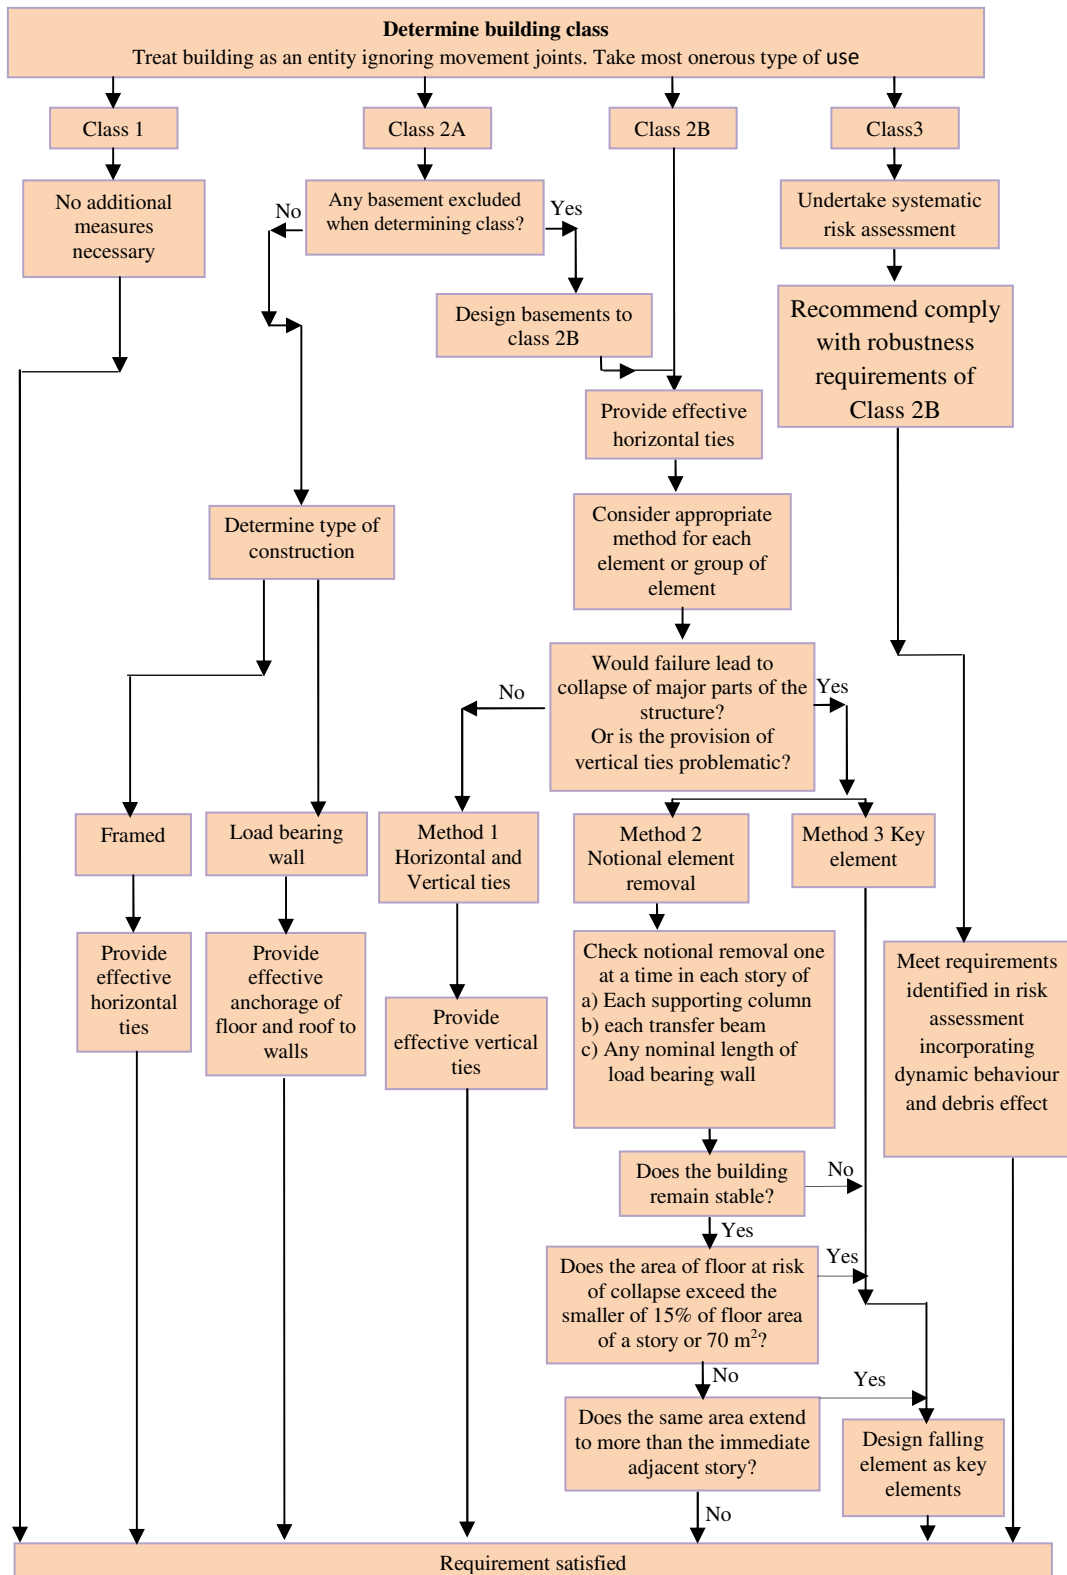 Determine building class
Treat building as an entity ignoring movement joints. Take most onerous type of use
Class 1
Class 2A
Class 2B
Class3
No additional
measures
necessary
Any basement excluded
when determining class?
No
Yes
Undertake systematic
risk assessment
Design basements to
class 2B
Recommend comply
with robustness
requirements of
Class 2B
Provide effective
horizontal ties
Determine type of
construction
Consider appropriate
method for each
element or group of
element
Would failure lead to
collapse of major parts of the
structure?
Or is the provision of
vertical ties problematic?
No
Yes
Framed
Load bearing
wall
Method 1
Horizontal and
Vertical ties
Method 2
Notional element
removal
Method 3 Key
element
Provide
effective
horizontal
ties
Provide
effective
anchorage of
floor and roof to
walls
Provide
effective vertical
ties
Check notional removal one
at a time in each story of
a) Each supporting column
b) each transfer beam
c) Any nominal length of
load bearing wall
Meet requirements
identified in risk
assessment
incorporating
dynamic behaviour
and debris effect
Does the building
remain stable?
No
Yes
Does the area of floor at risk
of collapse exceed the
smaller of 15% of floor area
of a story or 70 m²?
Yes
No
Does the same area extend
to more than the immediate
adjacent story?
Yes
Design falling
element as key
elements
No
Requirement satisfied